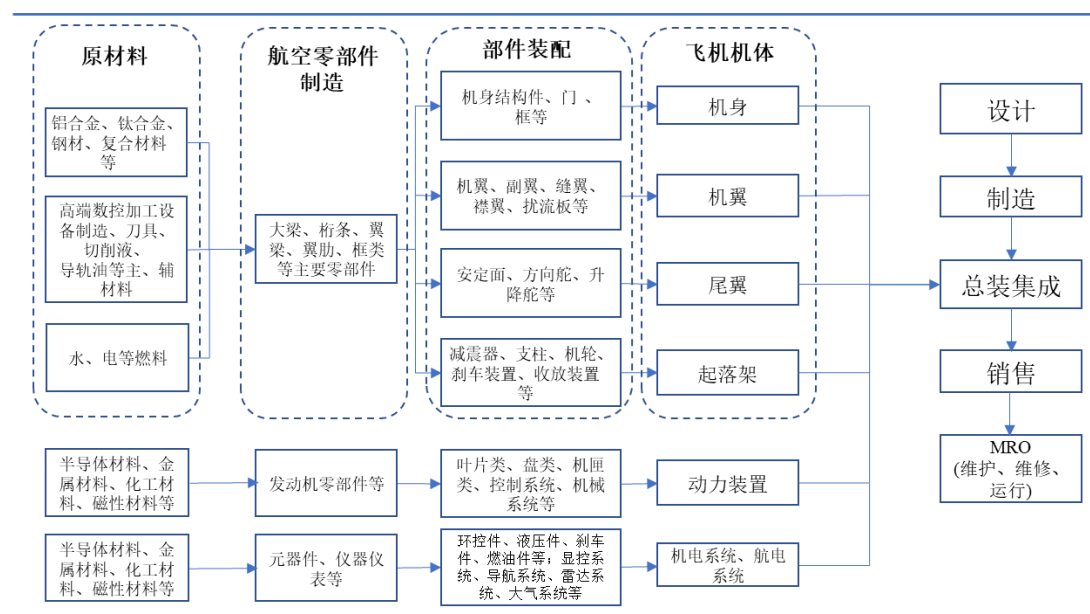 原材料
铝合金、钛合金、
钢材、复合材料
等
高端数控加工设
备制造、刀具、
切削液、
导轨油等主、辅
材料
水、电等燃料
航空零部件
制造
大梁、桁条、翼
梁、翼肋、框类
等主要零部件
部件装配
机身结构件、门 、
框等
机翼、副翼、缝翼、
襟翼、扰流板等
安定面、方向舵、升
降舵等
减震器、支柱、机轮、
刹车装置、收放装置
等
飞机机体
机身
机翼
尾翼
起落架
半导体材料、金
属材料、化工材
料、磁性材料等
发动机零部件等
叶片类、盘类、机匣
类、控制系统、机械
系统等
动力装置
半导体材料、金
属材料、化工材
料、磁性材料等
元器件、仪器仪
表等
环控件、液压件、刹车
件、燃油件等；显控系
统、导航系统、雷达系
统、大气系统等
机电系统、航电
系统
设计
制造
总装集成
销售
MRO
(维护、维修、
运行)